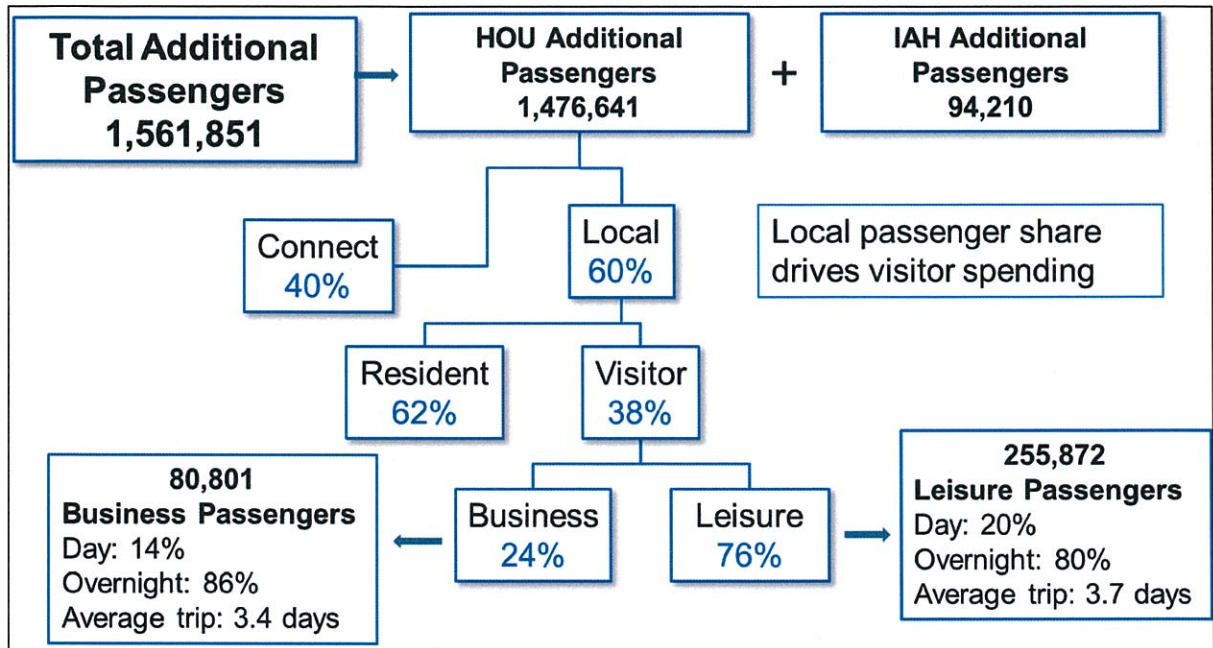 Total Additional
Passengers
1,561,851
HOU Additional
Passengers
1,476,641
+
IAH Additional
Passengers
94,210
Connect
40%
Local
60%
Local passenger share
drives visitor spending
Resident
62%
Visitor
38%
80,801
Business Passengers
Day: 14%
Overnight: 86%
Average trip: 3.4 days
Business
24%
Leisure
76%
255,872
Leisure Passengers
Day: 20%
Overnight: 80%
Average trip: 3.7 days